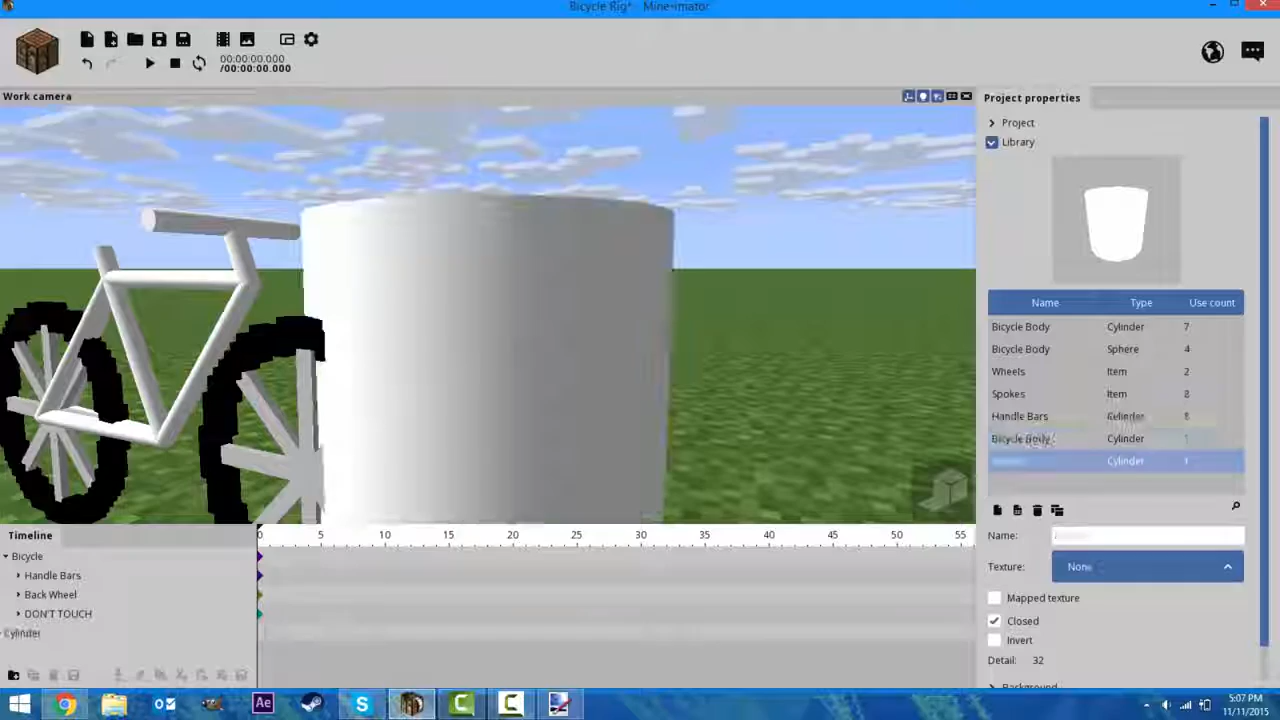 Bicycle Rig* - Mine-imator
00:00:00.000
/00:00:00.000
Work camera
Project properties
Project
Library
Name Type Use count
Bicycle Body Cylinder 7
Bicycle Body Sphere 4
Wheels Item 2
Spokes Item 8
Handle Bars Cylinder 8
Bicycle Body Cylinder 1
Cylinder 1
Name:
Texture: None
Mapped texture
Closed
Invert
Detail: 32
Timeline
0 5 10 15 20 25 30 35 40 45 50 55
Bicycle
Handle Bars
Back Wheel
DON'T TOUCH
Cylinder
Ae
5:07 PM
11/11/2015